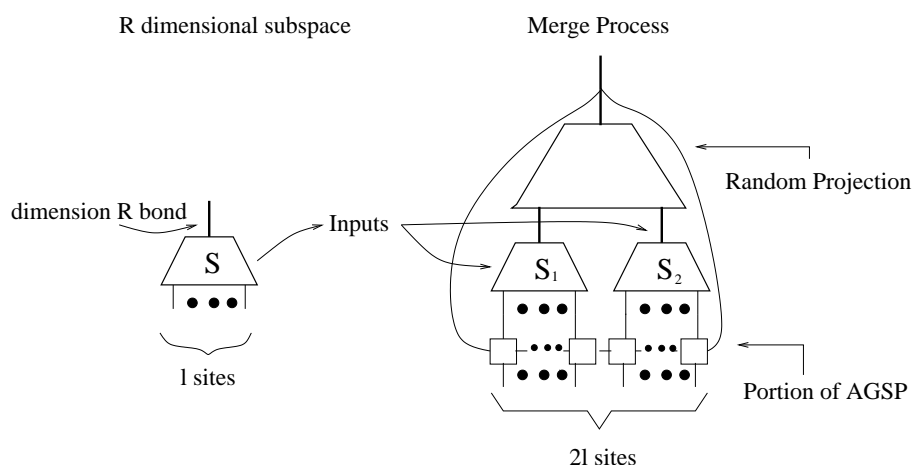 R dimensional subspace
Merge Process
Random Projection
dimension R bond
Inputs
S
S1
S2
l sites
Portion of AGSP
2l sites